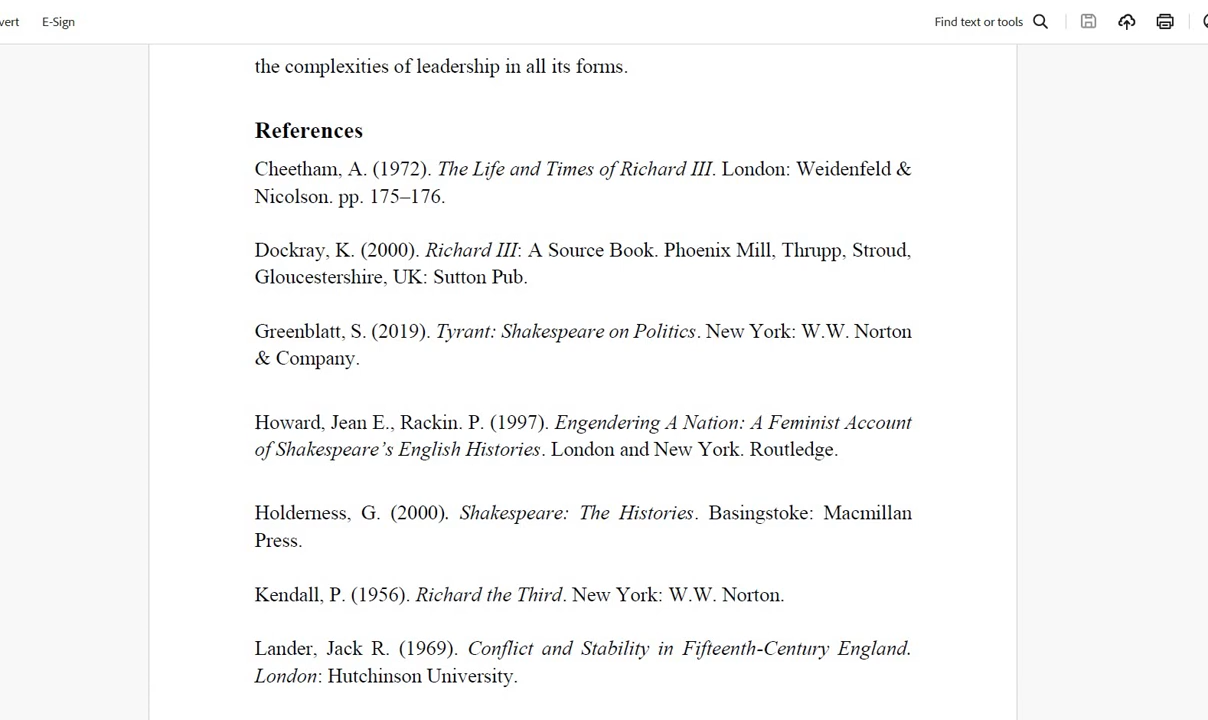 vert E-Sign Find text or tools
the complexities of leadership in all its forms.
References
Cheetham, A. (1972). The Life and Times of Richard III. London: Weidenfeld &
Nicolson. pp. 175–176.
Dockray, K. (2000). Richard III: A Source Book. Phoenix Mill, Thrupp, Stroud,
Gloucestershire, UK: Sutton Pub.
Greenblatt, S. (2019). Tyrant: Shakespeare on Politics. New York: W.W. Norton
& Company.
Howard, Jean E., Rackin. P. (1997). Engendering A Nation: A Feminist Account
of Shakespeare’s English Histories. London and New York. Routledge.
Holderness, G. (2000). Shakespeare: The Histories. Basingstoke: Macmillan
Press.
Kendall, P. (1956). Richard the Third. New York: W.W. Norton.
Lander, Jack R. (1969). Conflict and Stability in Fifteenth-Century England.
London: Hutchinson University.